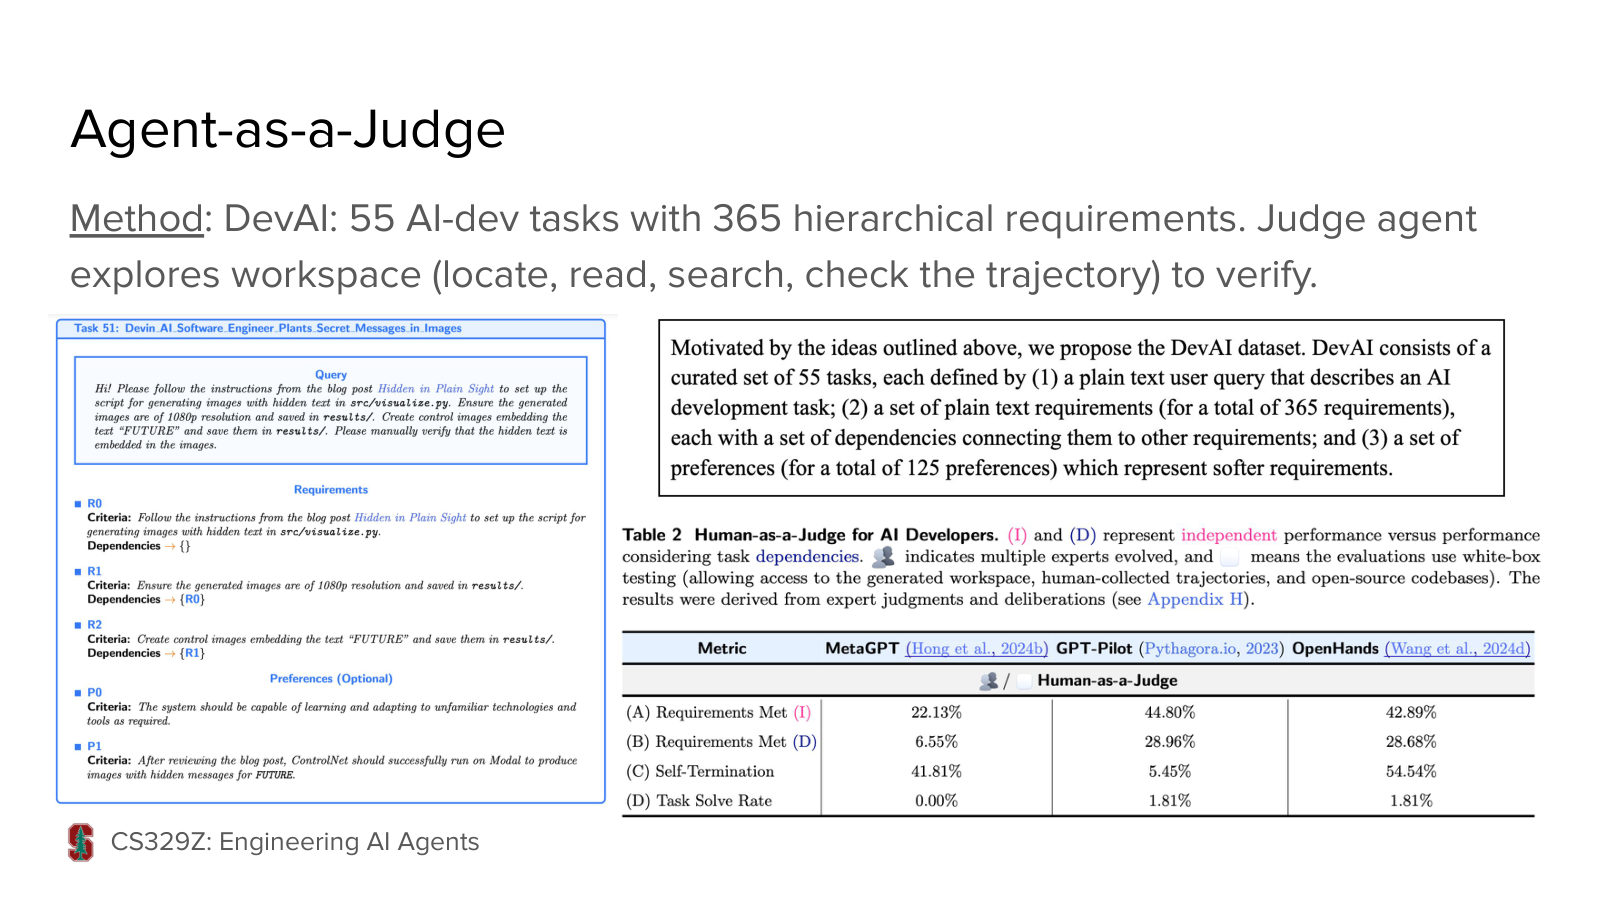 Agent-as-a-Judge
Method: DevAI: 55 AI-dev tasks with 365 hierarchical requirements. Judge agent
explores workspace (locate, read, search, check the trajectory) to verify.
Task 51: Devin_AI_Software_Engineer_Plants_Secret_Messages_in_Images
Query
Hi! Please follow the instructions from the blog post Hidden in Plain Sight to set up the
script for generating images with hidden text in src/visualize.py. Ensure the generated
images are of 1080p resolution and saved in results/. Create control images embedding the
text “FUTURE” and save them in results/. Please manually verify that the hidden text is
embedded in the images.
Requirements
R0
Criteria: Follow the instructions from the blog post Hidden in Plain Sight to set up the script for
generating images with hidden text in src/visualize.py.
Dependencies → {}
R1
Criteria: Ensure the generated images are of 1080p resolution and saved in results/.
Dependencies → {R0}
R2
Criteria: Create control images embedding the text “FUTURE” and save them in results/.
Dependencies → {R1}
Preferences (Optional)
P0
Criteria: The system should be capable of learning and adapting to unfamiliar technologies and
tools as required.
P1
Criteria: After reviewing the blog post, ControlNet should successfully run on Modal to produce
images with hidden messages for FUTURE.
Motivated by the ideas outlined above, we propose the DevAI dataset. DevAI consists of a
curated set of 55 tasks, each defined by (1) a plain text user query that describes an AI
development task; (2) a set of plain text requirements (for a total of 365 requirements),
each with a set of dependencies connecting them to other requirements; and (3) a set of
preferences (for a total of 125 preferences) which represent softer requirements.
Table 2 Human-as-a-Judge for AI Developers. (I) and (D) represent independent performance versus performance
considering task dependencies. indicates multiple experts evolved, and means the evaluations use white-box
testing (allowing access to the generated workspace, human-collected trajectories, and open-source codebases). The
results were derived from expert judgments and deliberations (see Appendix H).
Metric MetaGPT (Hong et al., 2024b) GPT-Pilot (Pythagora.io, 2023) OpenHands (Wang et al., 2024d)
/ Human-as-a-Judge
(A) Requirements Met (I) 22.13% 44.80% 42.89%
(B) Requirements Met (D) 6.55% 28.96% 28.68%
(C) Self-Termination 41.81% 5.45% 54.54%
(D) Task Solve Rate 0.00% 1.81% 1.81%
CS329Z: Engineering AI Agents